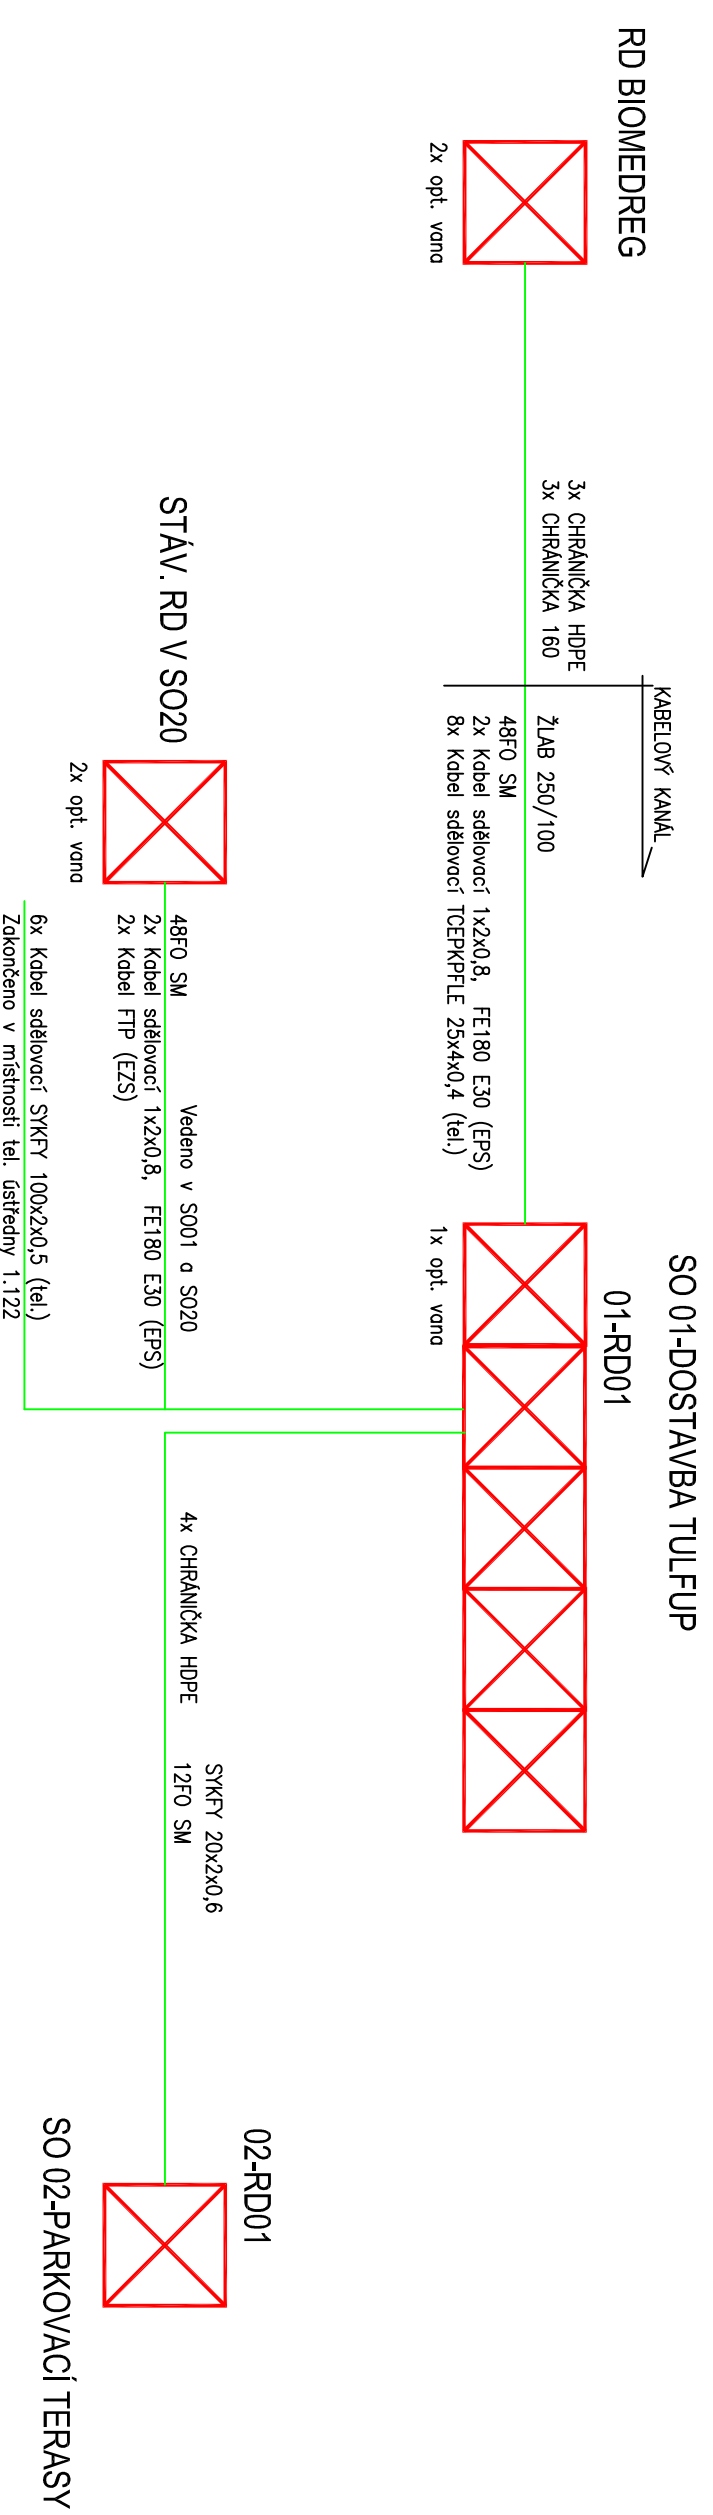 RD BIOMEDREG
2x opt. vana
3x CHRÁNIČKA HDPE
3x CHRÁNIČKA 160
KABELOVÝ KANÁL
ŽLAB 250/100
48FO SM
2x Kabel sdělovací 1x2x0,8, FE180 E30 (EPS)
8x Kabel sdělovací TCEPKPFLE 25x4x0,4 (tel.)
SO 01-DOSTAVBA TULFUP
01-RD01
1x opt. vana
STÁV. RD V SO20
2x opt. vana
Vedeno v SO01 a SO20
48FO SM
2x Kabel sdělovací 1x2x0,8, FE180 E30 (EPS)
2x Kabel FTP (EZS)
6x Kabel sdělovací SYKFY 100x2x0,5 (tel.)
Zakončeno v místnosti tel. ústředny 1.122
4x CHRÁNIČKA HDPE
SYKFY 20x2x0,6
12FO SM
02-RD01
SO 02-PARKOVACÍ TERASY